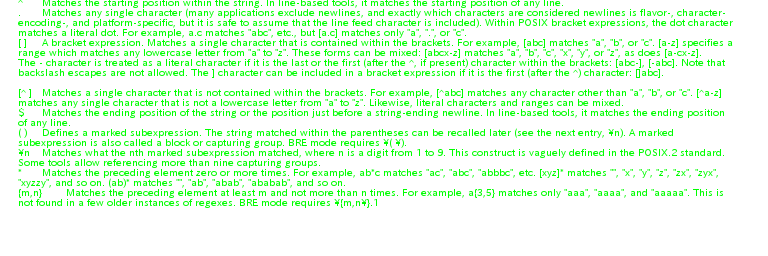 ^ Matches the starting position within the string. In line-based tools, it matches the starting position of any line.
. Matches any single character (many applications exclude newlines, and exactly which characters are considered newlines is flavor-, character-
encoding-, and platform-specific, but it is safe to assume that the line feed character is included). Within POSIX bracket expressions, the dot character
matches a literal dot. For example, a.c matches "abc", etc., but [a.c] matches only "a", ".", or "c".
[ ] A bracket expression. Matches a single character that is contained within the brackets. For example, [abc] matches "a", "b", or "c". [a-z] specifies a
range which matches any lowercase letter from "a" to "z". These forms can be mixed: [abcx-z] matches "a", "b", "c", "x", "y", or "z", as does [a-cx-z].
The - character is treated as a literal character if it is the last or the first (after the ^, if present) character within the brackets: [abc-], [-abc]. Note that
backslash escapes are not allowed. The ] character can be included in a bracket expression if it is the first (after the ^) character: []abc].
[^ ] Matches a single character that is not contained within the brackets. For example, [^abc] matches any character other than "a", "b", or "c". [^a-z]
matches any single character that is not a lowercase letter from "a" to "z". Likewise, literal characters and ranges can be mixed.
$ Matches the ending position of the string or the position just before a string-ending newline. In line-based tools, it matches the ending position
of any line.
( ) Defines a marked subexpression. The string matched within the parentheses can be recalled later (see the next entry, ¥n). A marked
subexpression is also called a block or capturing group. BRE mode requires ¥( ¥).
¥n Matches what the nth marked subexpression matched, where n is a digit from 1 to 9. This construct is vaguely defined in the POSIX.2 standard.
Some tools allow referencing more than nine capturing groups.
* Matches the preceding element zero or more times. For example, ab*c matches "ac", "abc", "abbbc", etc. [xyz]* matches "", "x", "y", "z", "zx", "zyx",
"xyzzy", and so on. (ab)* matches "", "ab", "abab", "ababab", and so on.
{m,n} Matches the preceding element at least m and not more than n times. For example, a{3,5} matches only "aaa", "aaaa", and "aaaaa". This is
not found in a few older instances of regexes. BRE mode requires ¥{m,n¥}.1